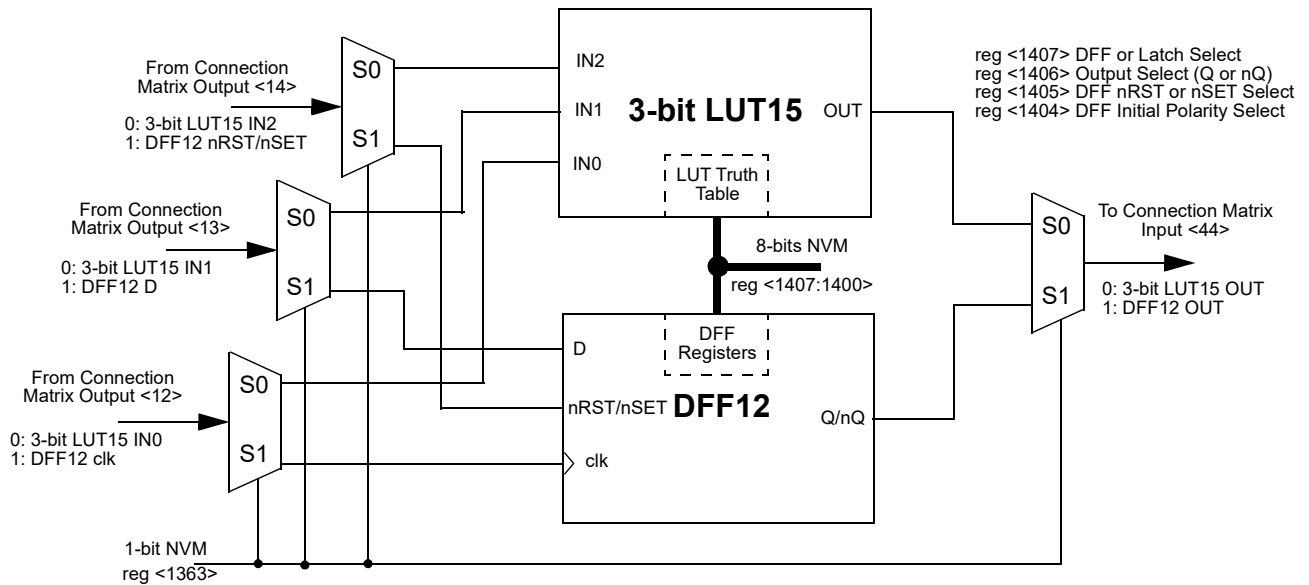 From Connection
Matrix Output <14>
0: 3-bit LUT15 IN2
1: DFF12 nRST/nSET
S0
S1
From Connection
Matrix Output <13>
0: 3-bit LUT15 IN1
1: DFF12 D
S0
S1
From Connection
Matrix Output <12>
0: 3-bit LUT15 IN0
1: DFF12 clk
S0
S1
1-bit NVM
reg <1363>
IN2
IN1
IN0
3-bit LUT15
OUT
LUT Truth
Table
8-bits NVM
reg <1407:1400>
DFF
Registers
D
nRST/nSET
clk
DFF12
Q/nQ
reg <1407> DFF or Latch Select
reg <1406> Output Select (Q or nQ)
reg <1405> DFF nRST or nSET Select
reg <1404> DFF Initial Polarity Select
S0
S1
To Connection Matrix
Input <44>
0: 3-bit LUT15 OUT
1: DFF12 OUT